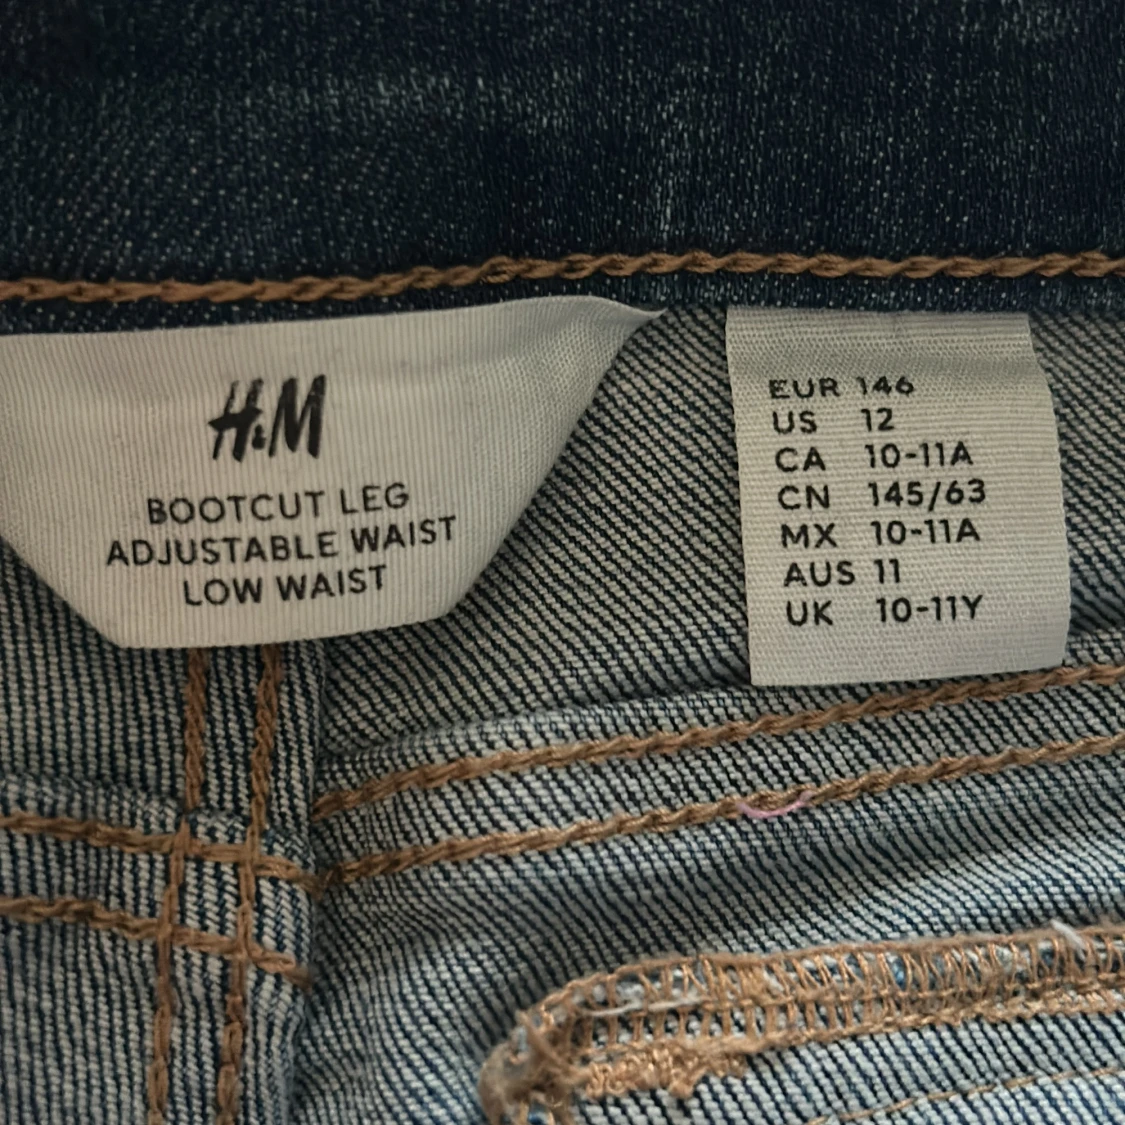 H&M
BOOTCUT LEG
ADJUSTABLE WAIST
LOW WAIST
EUR 146
US 12
CA 10-11A
CN 145/63
MX 10-11A
AUS 11
UK 10-11Y